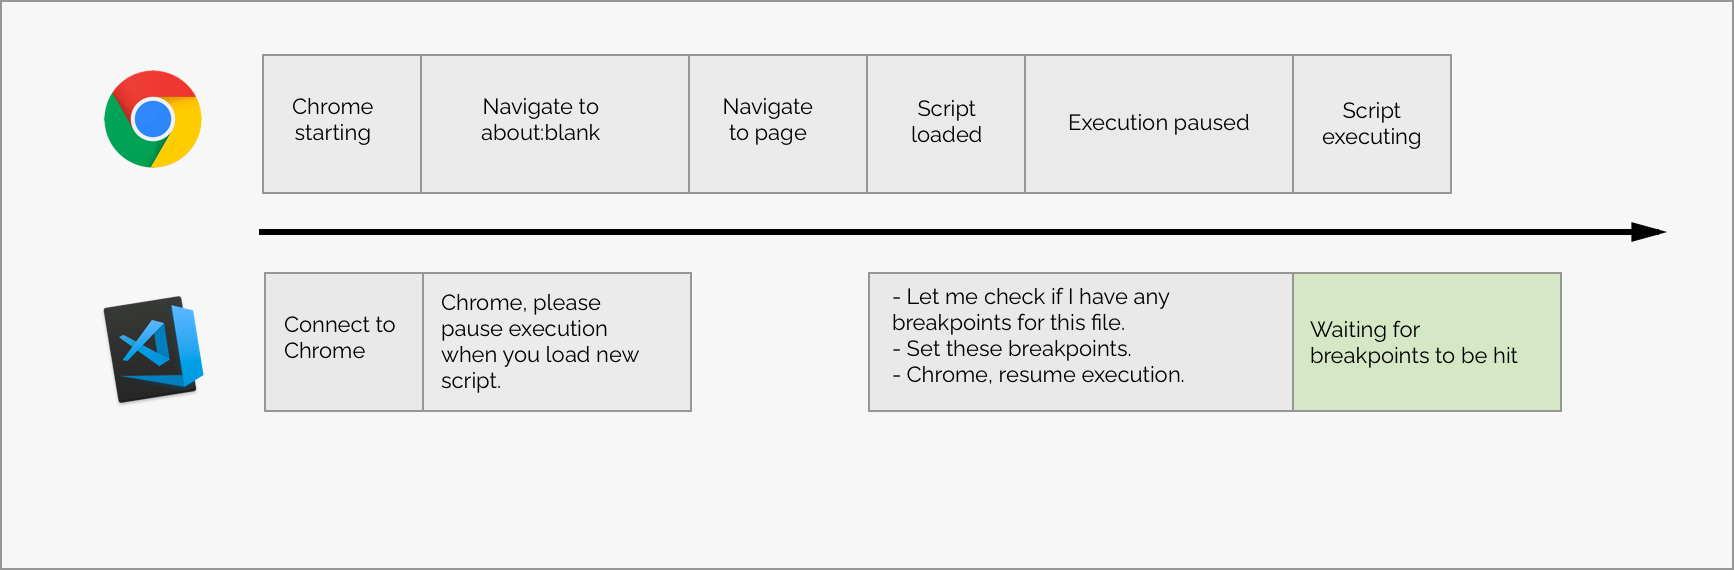 Chrome
starting
Navigate to
about:blank
Navigate
to page
Script
loaded
Execution paused
Script
executing
Connect to
Chrome
Chrome, please
pause execution
when you load new
script.
- Let me check if I have any
breakpoints for this file.
- Set these breakpoints.
- Chrome, resume execution.
Waiting for
breakpoints to be hit